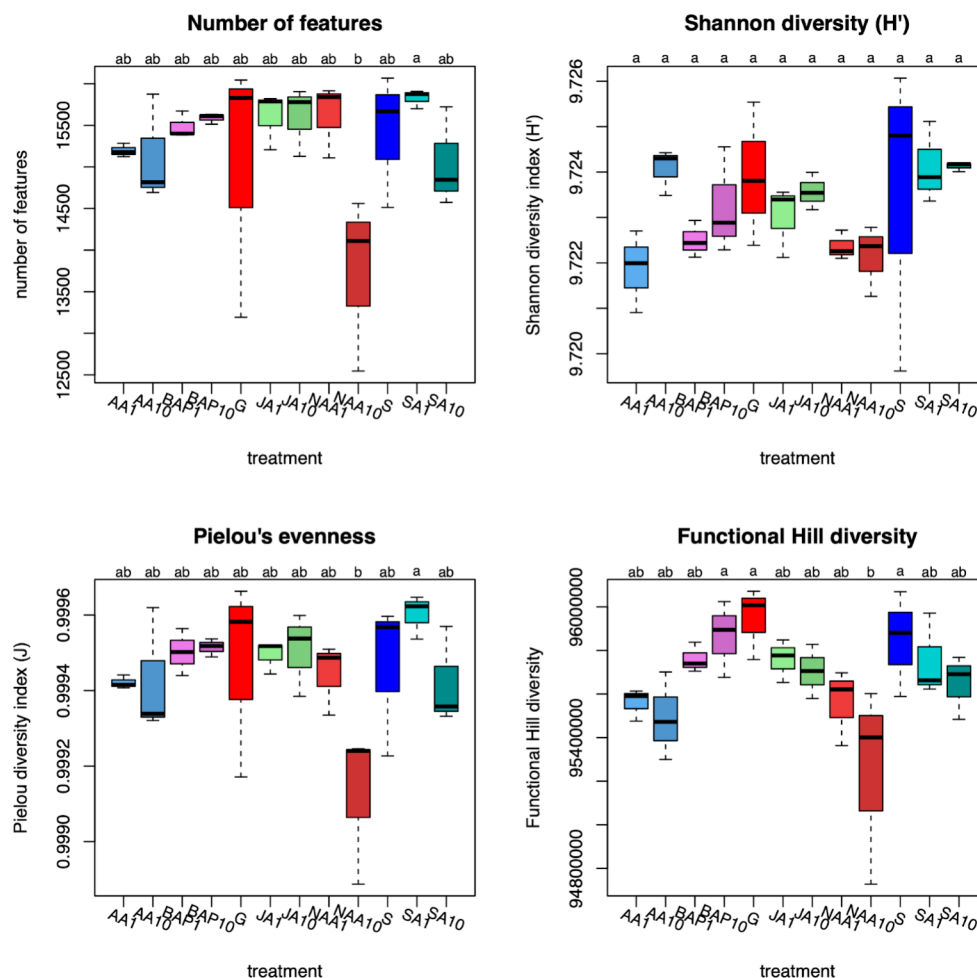 Number of features
ab ab ab ab ab ab ab ab b ab a ab
number of features
12500 13500 14500 15500
AA1 AA10 BAP1 BAP10 G JA1 JA10 NAA1 NAA10 S SA1 SA10
treatment
Shannon diversity (H')
a a a a a a a a a a a a
Shannon diversity index (H')
9.720 9.722 9.724 9.726
AA1 AA10 BAP1 BAP10 G JA1 JA10 NAA1 NAA10 S SA1 SA10
treatment
Pielou's evenness
ab ab ab ab ab ab ab ab b ab a ab
Pielou diversity index (J)
0.9990 0.9992 0.9994 0.9996
AA1 AA10 BAP1 BAP10 G JA1 JA10 NAA1 NAA10 S SA1 SA10
treatment
Functional Hill diversity
ab ab ab a a ab ab ab b a ab ab
Functional Hill diversity
94800000 95400000 96000000
AA1 AA10 BAP1 BAP10 G JA1 JA10 NAA1 NAA10 S SA1 SA10
treatment